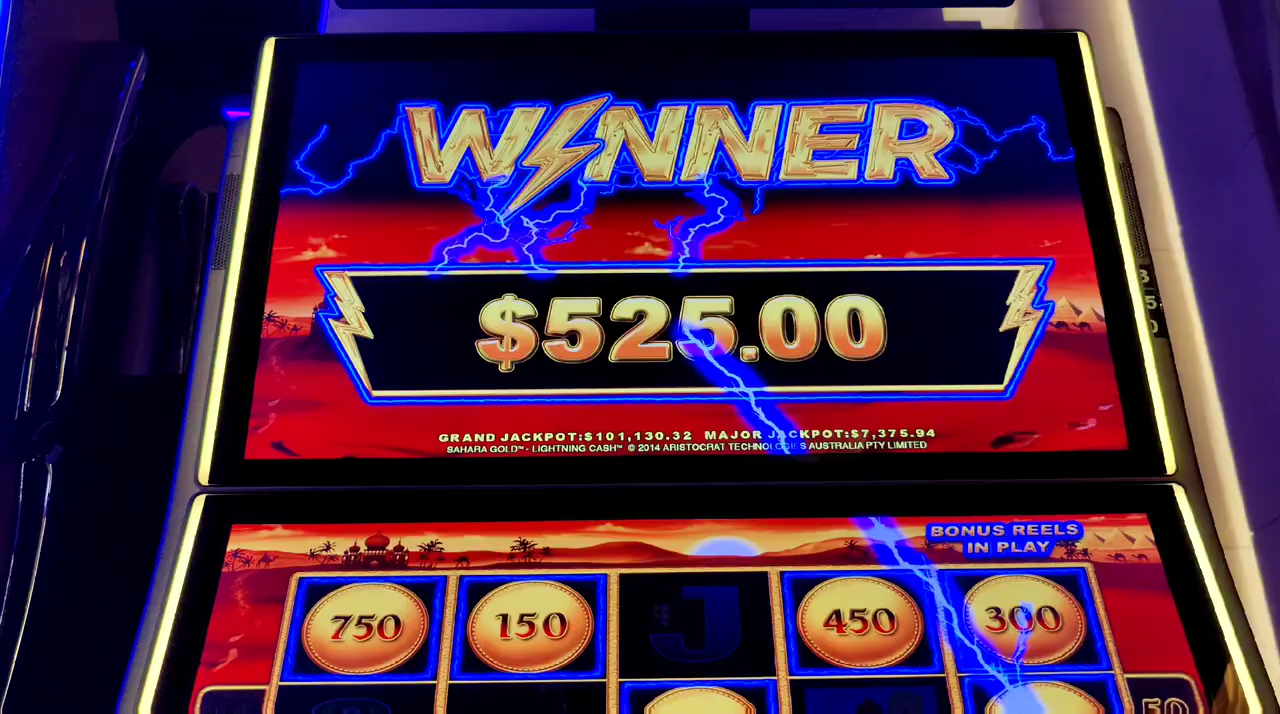 WINNER
$525.00
GRAND JACKPOT:$101,130.32 MAJOR JACKPOT:$7,375.94
SAHARA GOLD™ - LIGHTNING CASH™ © 2014 ARISTOCRAT TECHNOLOGIES AUSTRALIA PTY LIMITED
BONUS REELS
IN PLAY
750 150 J 450 300
50